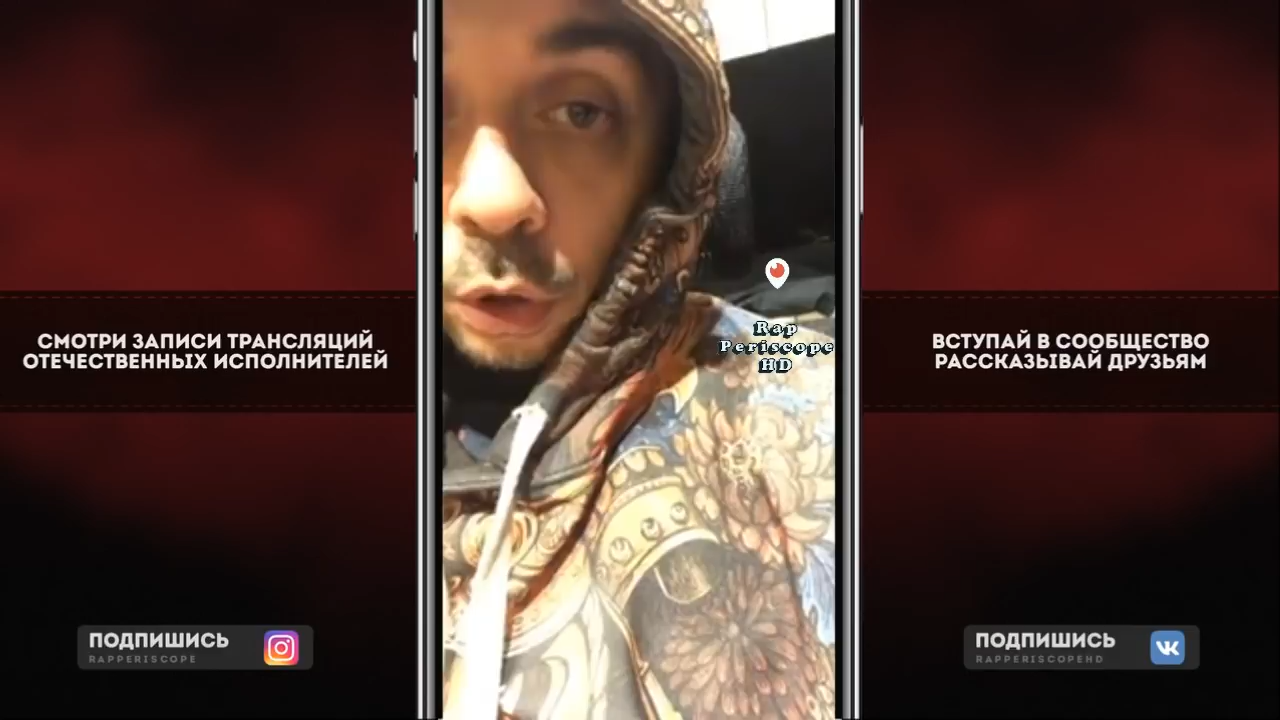 СМОТРИ ЗАПИСИ ТРАНСЛЯЦИЙ
ОТЕЧЕСТВЕННЫХ ИСПОЛНИТЕЛЕЙ
Rap
Periscope
HD
ВСТУПАЙ В СООБЩЕСТВО
РАССКАЗЫВАЙ ДРУЗЬЯМ
ПОДПИШИСЬ
RAPPERISCOPE
ПОДПИШИСЬ
RAPPERISCOPEHD